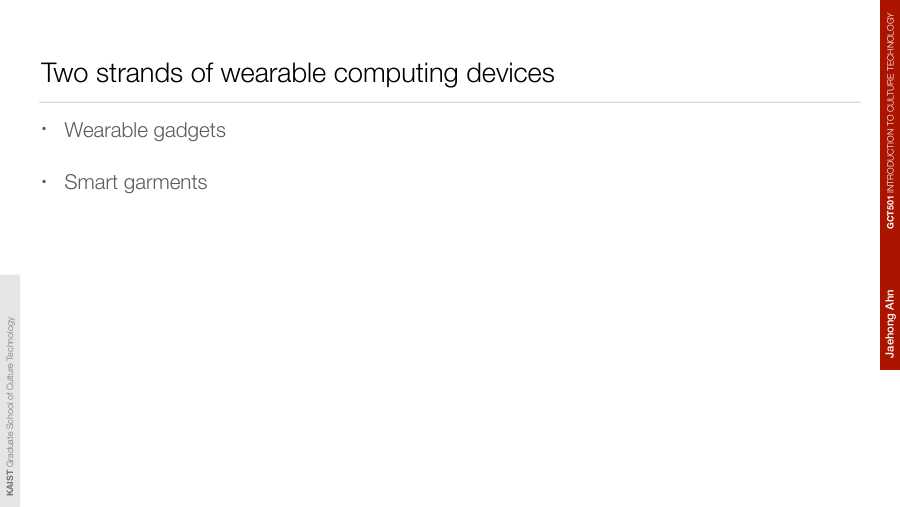 Two strands of wearable computing devices
• Wearable gadgets
• Smart garments
GCT501 INTRODUCTION TO CULTURE TECHNOLOGY
Jaehong Ahn
KAIST Graduate School of Culture Technology